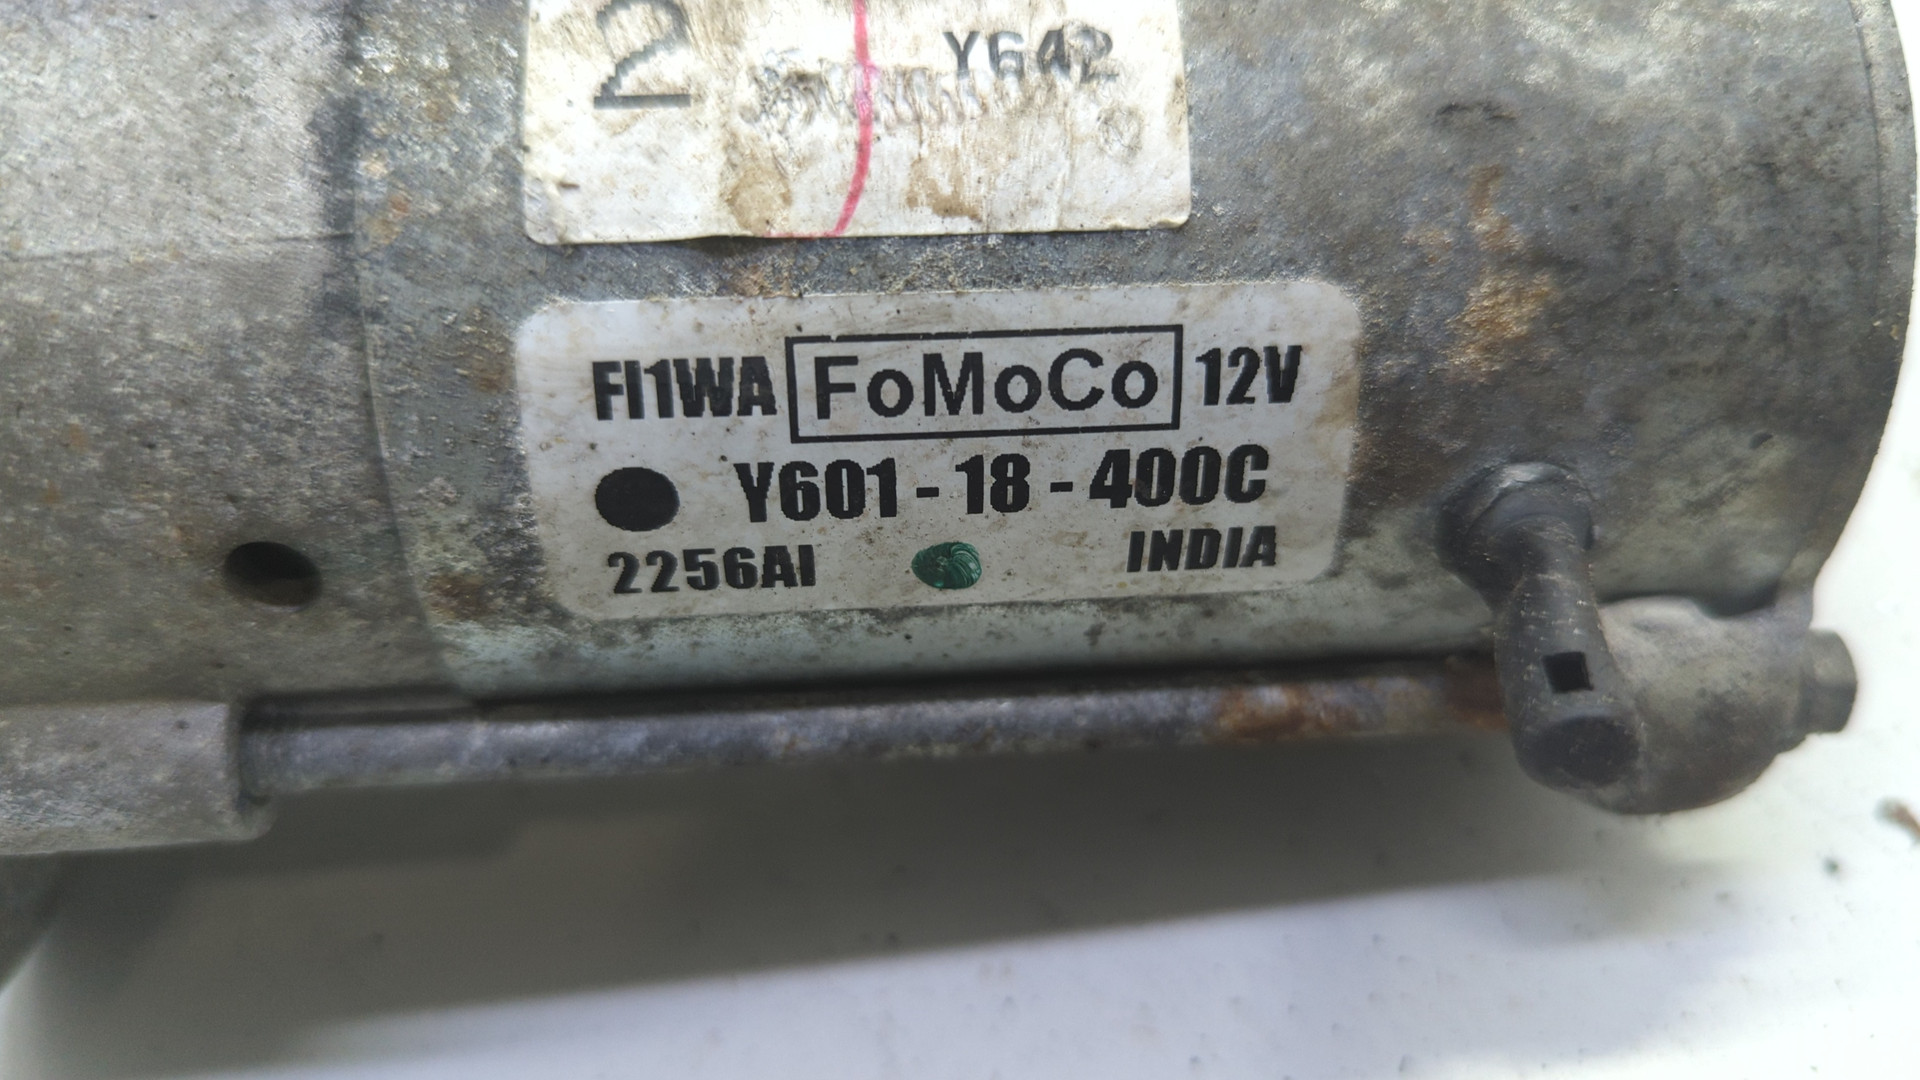 2 Y642
FI1WA FoMoCo 12V
Y601-18-400C
2256AI INDIA